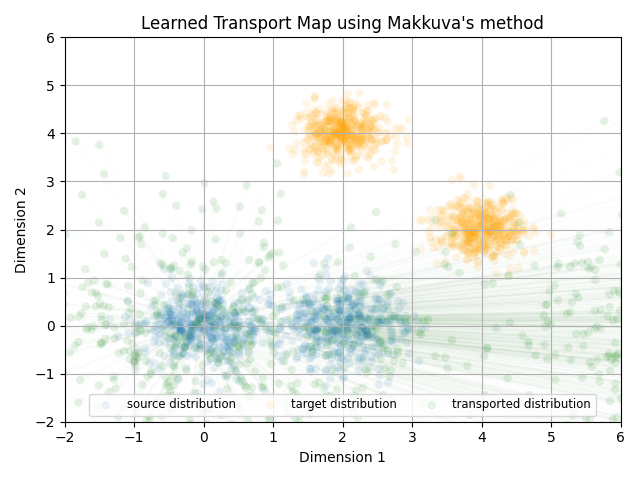 Learned Transport Map using Makkuva's method
6
5
4
3
2
1
0
−1
−2
Dimension 2
source distribution target distribution transported distribution
−2 −1 0 1 2 3 4 5 6
Dimension 1